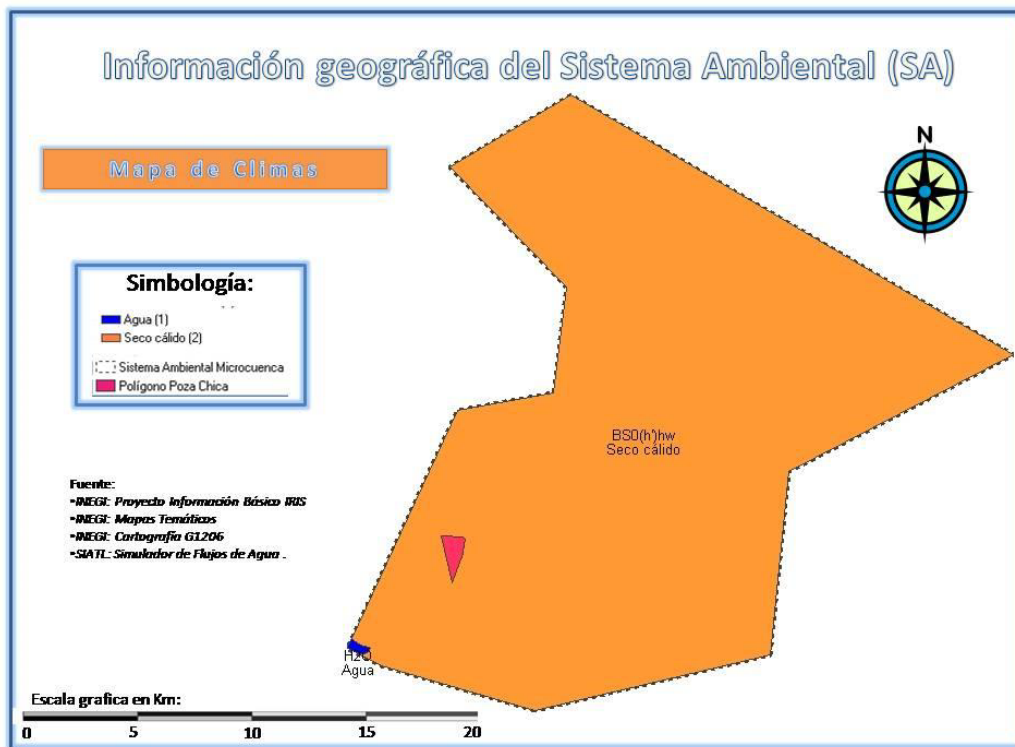 Información geográfica del Sistema Ambiental (SA)
Mapa de Climas
N
Simbología:
Agua (1)
Seco cálido (2)
Sistema Ambiental Microcuenca
Polígono Poza Chica
BS0(h')hw
Seco cálido
Fuente:
•INEGI: Proyecto Información Básico IRIS
•INEGI: Mapas Temáticos
•INEGI: Cartografía G1206
•SIATL: Simulador de Flujos de Agua .
H2O
Agua
Escala grafica en Km:
0 5 10 15 20